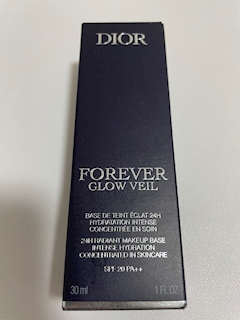 DIOR
FOREVER
GLOW VEIL
BASE DE TEINT ÉCLAT 24H
HYDRATATION INTENSE
CONCENTRÉE EN SOIN
24H RADIANT MAKEUP BASE
INTENSE HYDRATION
CONCENTRATED IN SKINCARE
SPF 20 PA++
30 ml 1 FL OZ